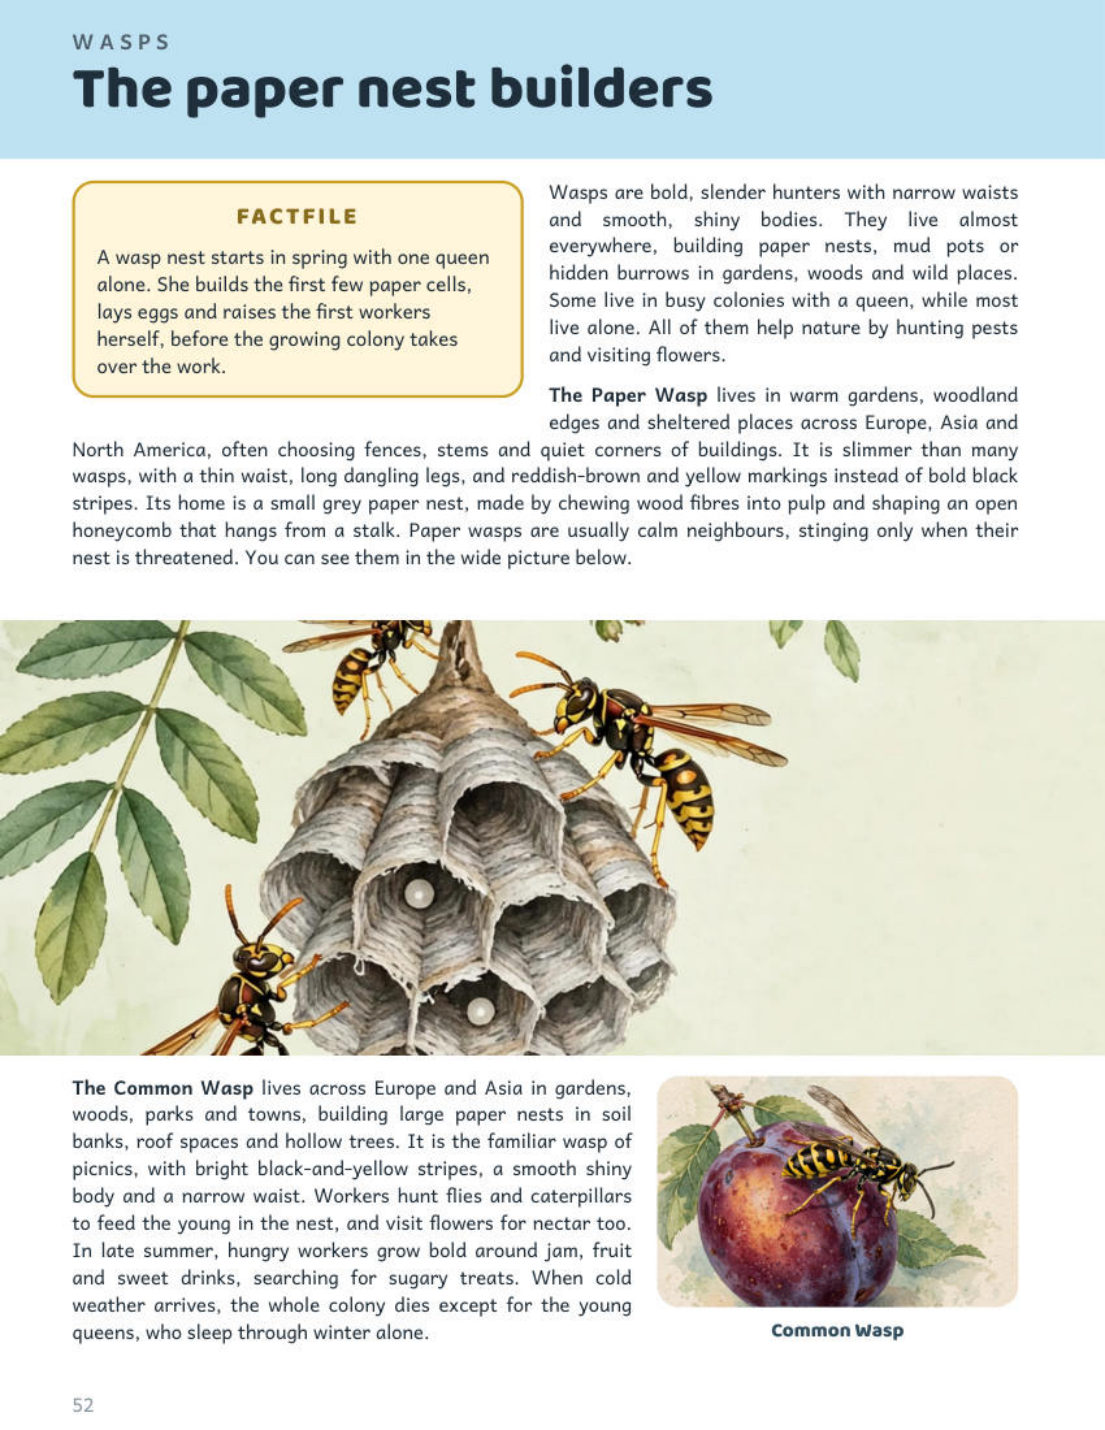 WASPS
The paper nest builders
FACTFILE
A wasp nest starts in spring with one queen
alone. She builds the first few paper cells,
lays eggs and raises the first workers
herself, before the growing colony takes
over the work.
Wasps are bold, slender hunters with narrow waists
and smooth, shiny bodies. They live almost
everywhere, building paper nests, mud pots or
hidden burrows in gardens, woods and wild places.
Some live in busy colonies with a queen, while most
live alone. All of them help nature by hunting pests
and visiting flowers.
The Paper Wasp lives in warm gardens, woodland
edges and sheltered places across Europe, Asia and
North America, often choosing fences, stems and quiet corners of buildings. It is slimmer than many
wasps, with a thin waist, long dangling legs, and reddish-brown and yellow markings instead of bold black
stripes. Its home is a small grey paper nest, made by chewing wood fibres into pulp and shaping an open
honeycomb that hangs from a stalk. Paper wasps are usually calm neighbours, stinging only when their
nest is threatened. You can see them in the wide picture below.
The Common Wasp lives across Europe and Asia in gardens,
woods, parks and towns, building large paper nests in soil
banks, roof spaces and hollow trees. It is the familiar wasp of
picnics, with bright black-and-yellow stripes, a smooth shiny
body and a narrow waist. Workers hunt flies and caterpillars
to feed the young in the nest, and visit flowers for nectar too.
In late summer, hungry workers grow bold around jam, fruit
and sweet drinks, searching for sugary treats. When cold
weather arrives, the whole colony dies except for the young
queens, who sleep through winter alone.
Common Wasp
52